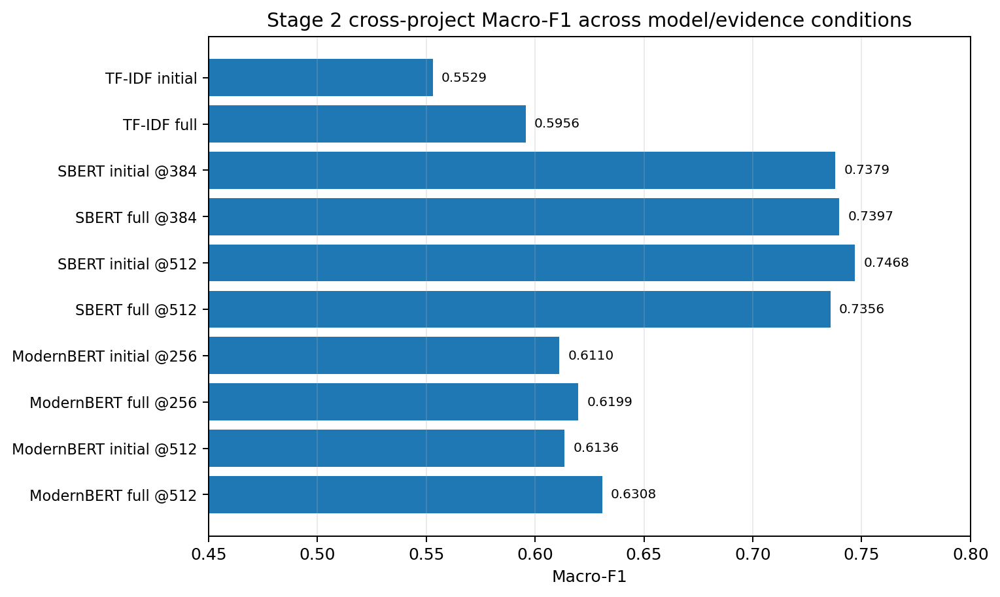 Stage 2 cross-project Macro-F1 across model/evidence conditions
TF-IDF initial 0.5529
TF-IDF full 0.5956
SBERT initial @384 0.7379
SBERT full @384 0.7397
SBERT initial @512 0.7468
SBERT full @512 0.7356
ModernBERT initial @256 0.6110
ModernBERT full @256 0.6199
ModernBERT initial @512 0.6136
ModernBERT full @512 0.6308
0.45 0.50 0.55 0.60 0.65 0.70 0.75 0.80
Macro-F1